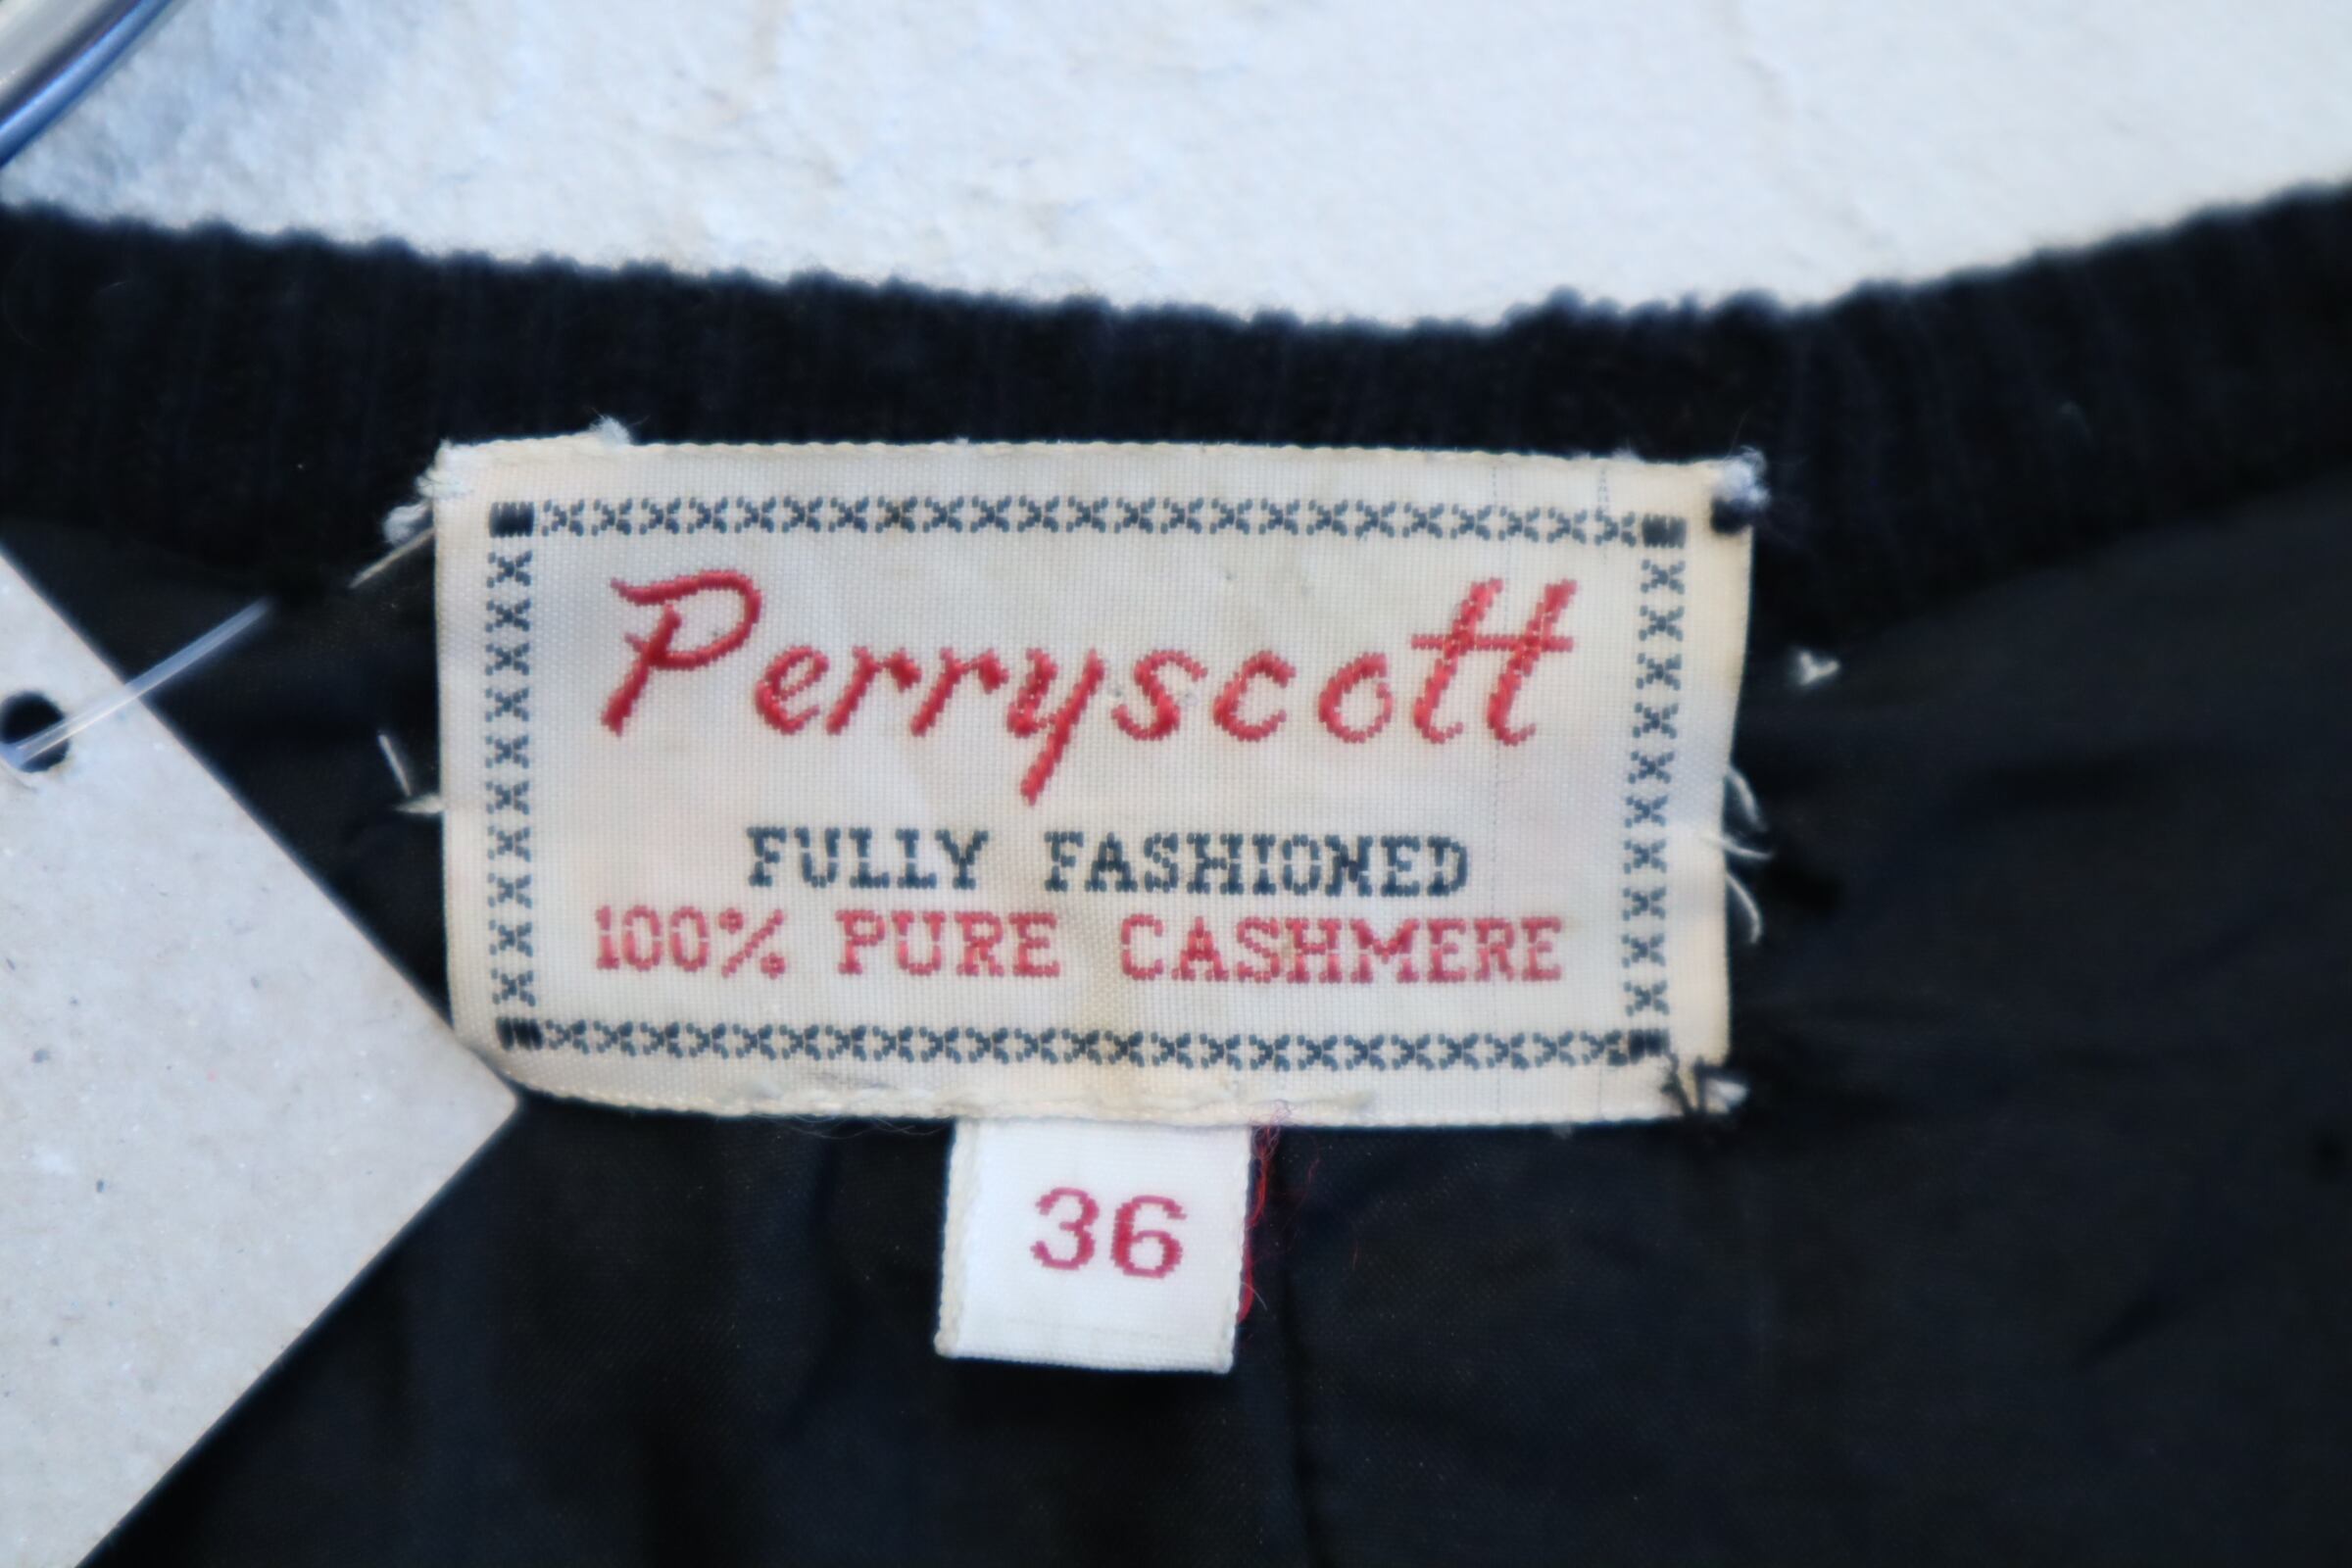 Perryscott
FULLY FASHIONED
100% PURE CASHMERE
36